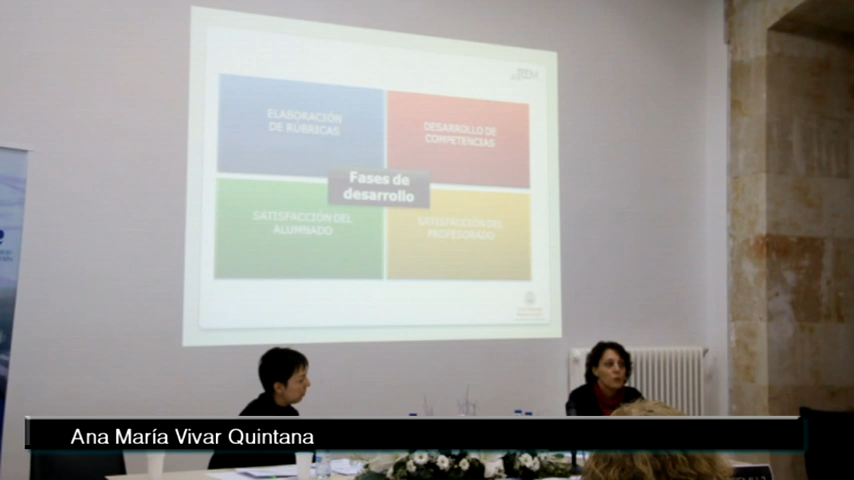 ELABORACIÓN
DE RÚBRICAS
DESARROLLO DE
COMPETENCIAS
Fases de
desarrollo
SATISFACCIÓN DEL
ALUMNADO
SATISFACCIÓN DEL
PROFESORADO
Ana María Vivar Quintana